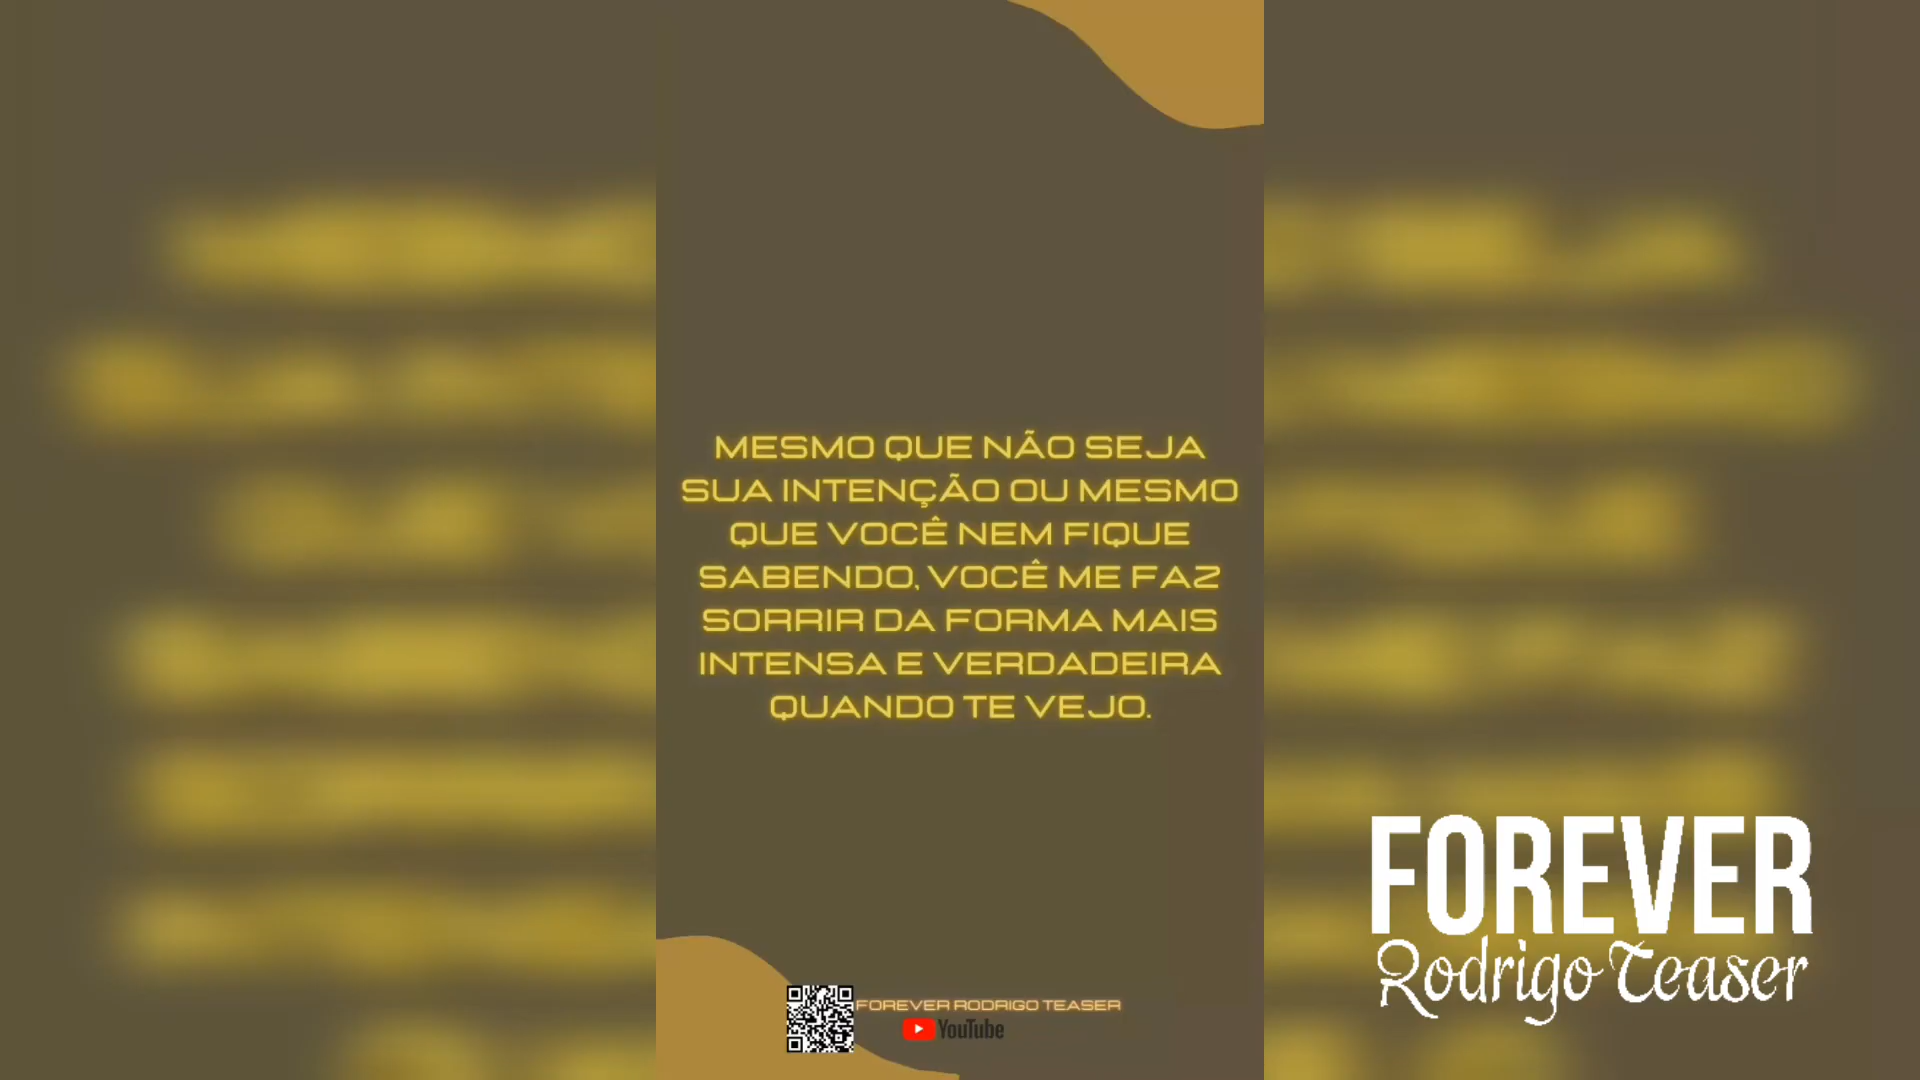 MESMO QUE NÃO SEJA
SUA INTENÇÃO OU MESMO
QUE VOCÊ NEM FIQUE
SABENDO, VOCÊ ME FAZ
SORRIR DA FORMA MAIS
INTENSA E VERDADEIRA
QUANDO TE VEJO.
FOREVER RODRIGO TEASER
YouTube
FOREVER
Rodrigo Teaser